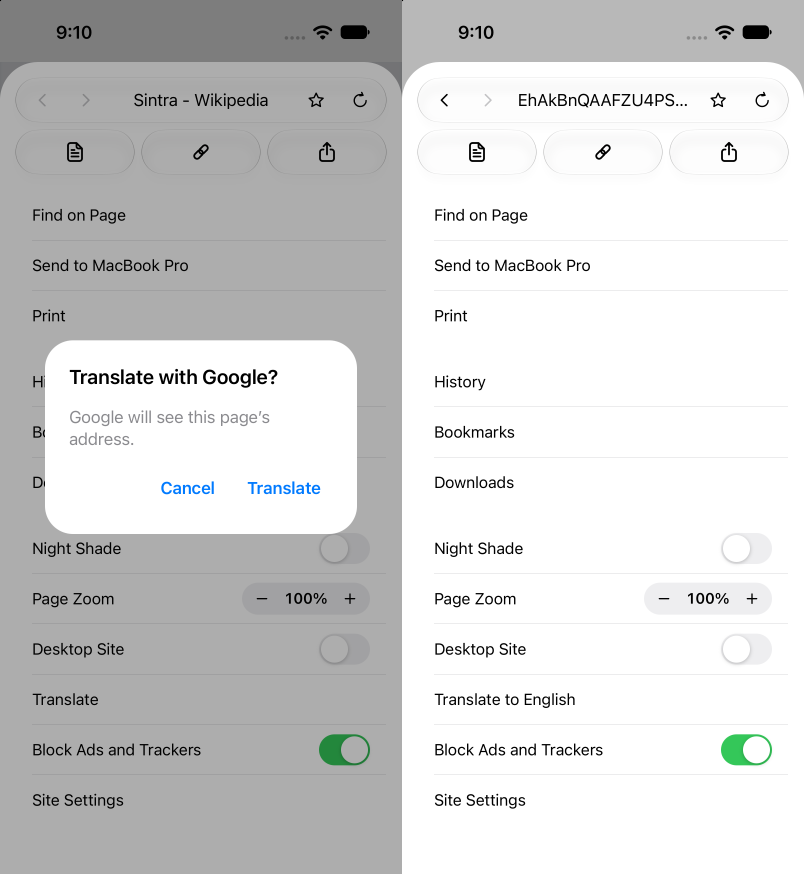 9:10
Sintra - Wikipedia
Find on Page
Send to MacBook Pro
Print
Translate with Google?
Google will see this page's
address.
Cancel Translate
Night Shade
Page Zoom − 100% +
Desktop Site
Translate
Block Ads and Trackers
Site Settings
9:10
EhAkBnQAAFZU4PS...
Find on Page
Send to MacBook Pro
Print
History
Bookmarks
Downloads
Night Shade
Page Zoom − 100% +
Desktop Site
Translate to English
Block Ads and Trackers
Site Settings